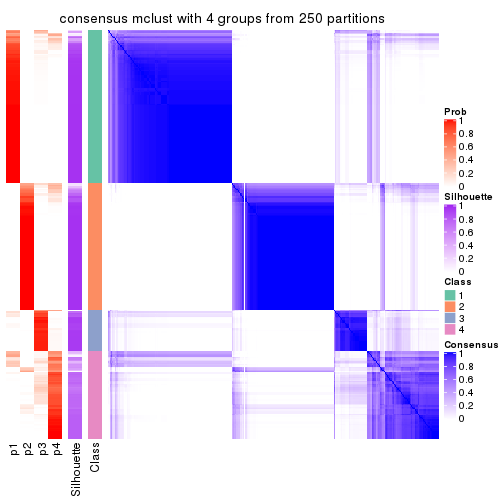 consensus mclust with 4 groups from 250 partitions
Prob
1
0.8
0.6
0.4
0.2
0
Silhouette
1
0.8
0.6
0.4
0.2
0
Class
1
2
3
4
Consensus
1
0.8
0.6
0.4
0.2
0
p1
p2
p3
p4
Silhouette
Class